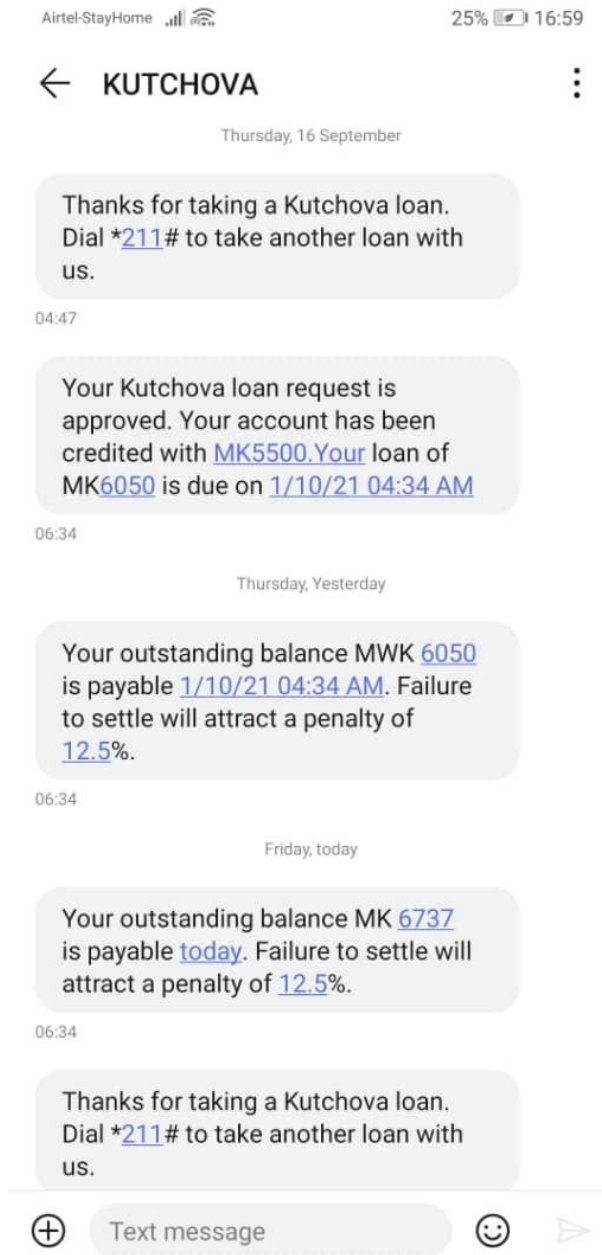 Airtel-StayHome 25% 16:59
KUTCHOVA
Thursday, 16 September
Thanks for taking a Kutchova loan.
Dial *211# to take another loan with
us.
04:47
Your Kutchova loan request is
approved. Your account has been
credited with MK5500.Your loan of
MK6050 is due on 1/10/21 04:34 AM
06:34
Thursday, Yesterday
Your outstanding balance MWK 6050
is payable 1/10/21 04:34 AM. Failure
to settle will attract a penalty of
12.5%.
06:34
Friday, today
Your outstanding balance MK 6737
is payable today. Failure to settle will
attract a penalty of 12.5%.
06:34
Thanks for taking a Kutchova loan.
Dial *211# to take another loan with
us.
Text message